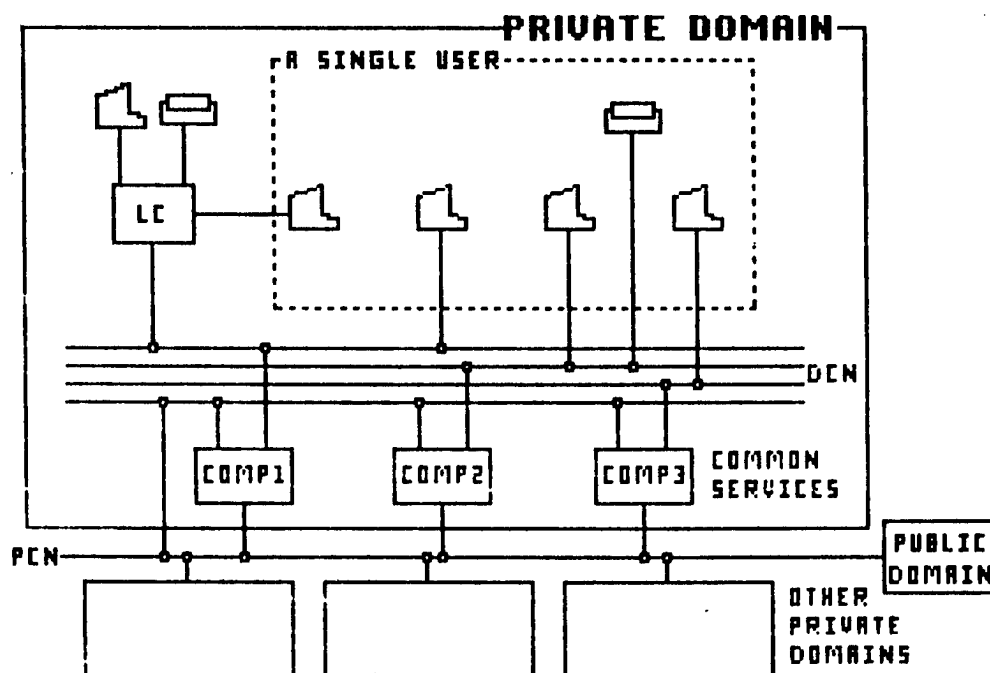 PRIVATE DOMAIN
A SINGLE USER
LC
DCN
COMP1
COMP2
COMP3
COMMON
SERVICES
PCN
PUBLIC
DOMAIN
OTHER
PRIVATE
DOMAINS